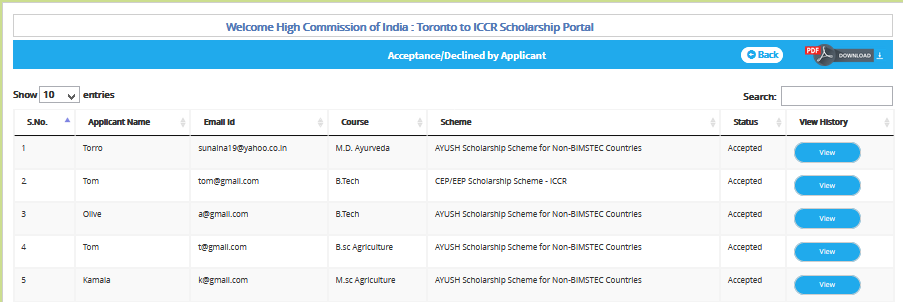 Welcome High Commission of India : Toronto to ICCR Scholarship Portal
Acceptance/Declined by Applicant Back PDF DOWNLOAD
Show 10 entries Search:
S.No. Applicant Name Email Id Course Scheme Status View History
1 Torro sunaina19@yahoo.co.in M.D. Ayurveda AYUSH Scholarship Scheme for Non-BIMSTEC Countries Accepted View
2 Tom tom@gmail.com B.Tech CEP/EEP Scholarship Scheme - ICCR Accepted View
3 Olive a@gmail.com B.Tech AYUSH Scholarship Scheme for Non-BIMSTEC Countries Accepted View
4 Tom t@gmail.com B.sc Agriculture AYUSH Scholarship Scheme for Non-BIMSTEC Countries Accepted View
5 Kamala k@gmail.com M.sc Agriculture AYUSH Scholarship Scheme for Non-BIMSTEC Countries Accepted View